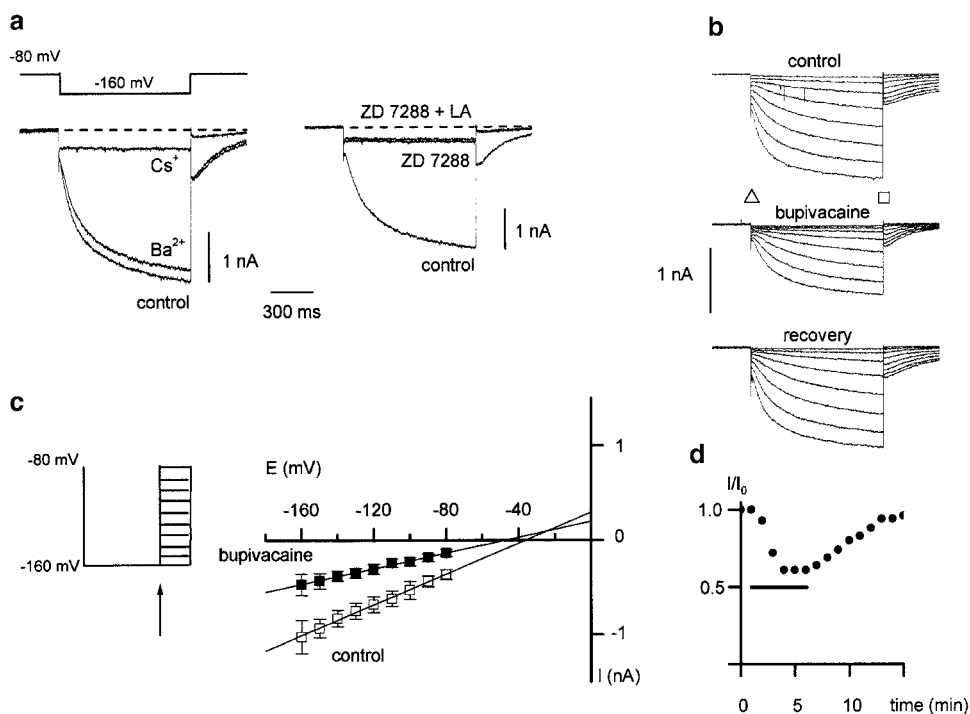 a
-80 mV
-160 mV
Cs+
Ba2+
control
1 nA
300 ms
ZD 7288 + LA
ZD 7288
control
1 nA
b
control
bupivacaine
1 nA
recovery
c
-80 mV
-160 mV
E (mV)
-160
-120
-80
-40
1
0
-1
I (nA)
bupivacaine
control
d
I/I0
1.0
0.5
0
5
10
time (min)